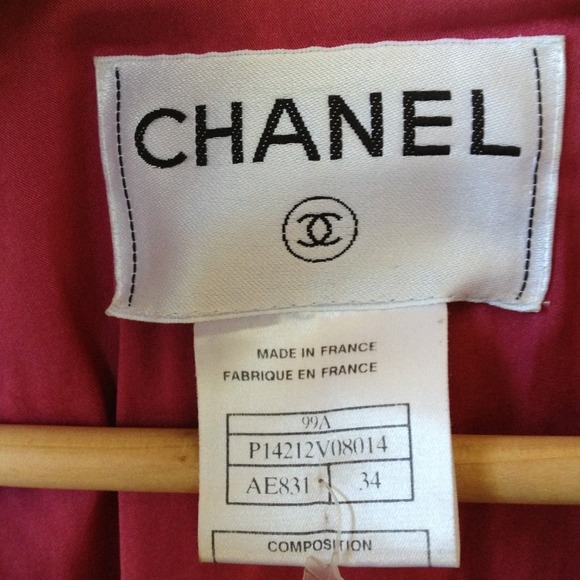 CHANEL
MADE IN FRANCE
FABRIQUE EN FRANCE
99A
P14212V08014
AE831 34
COMPOSITION